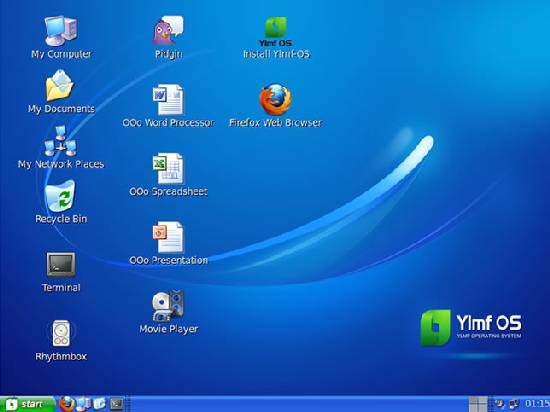 My Computer
Pidgin
Ylmf OS
Install Ylmf-OS
My Documents
OOo Word Processor
Firefox Web Browser
My Network Places
OOo Spreadsheet
Recycle Bin
OOo Presentation
Terminal
Movie Player
Rhythmbox
Ylmf OS
YLMF OPERATING SYSTEM
start
01:15